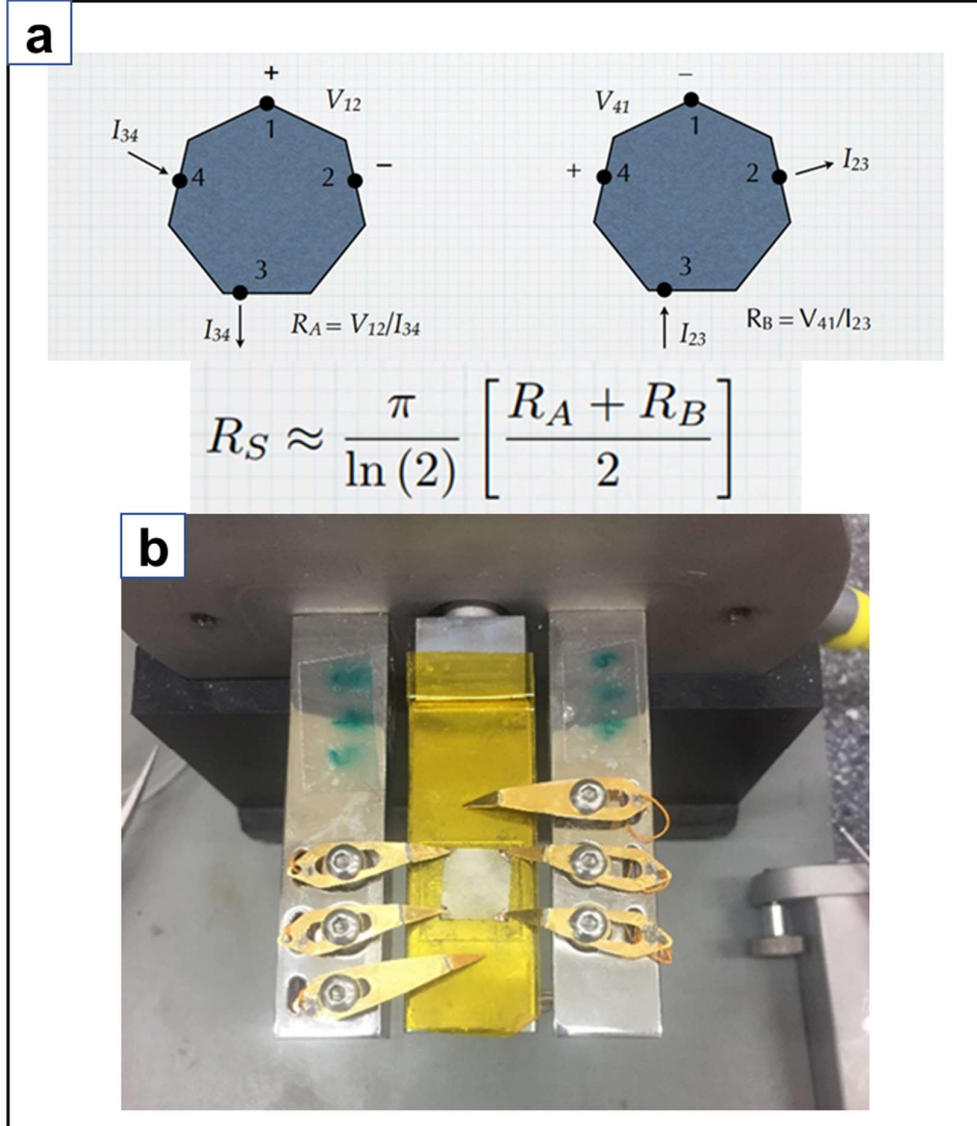 a
+
V12
I34
1
4
2
−
3
I34
RA = V12/I34
−
V41
1
I23
+
4
2
3
I23
RB = V41/I23
RS ≈ π / ln (2) [ RA + RB / 2 ]
b